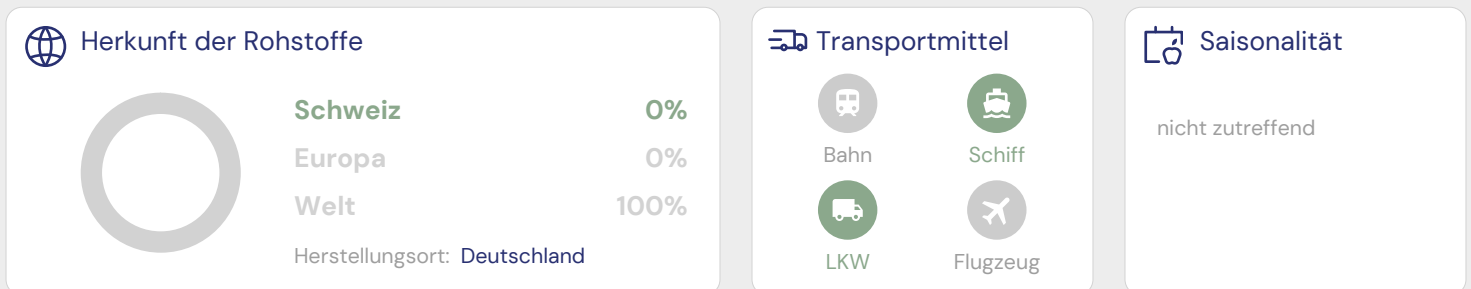 Herkunft der Rohstoffe
Schweiz 0%
Europa 0%
Welt 100%
Herstellungsort: Deutschland
Transportmittel
Bahn
Schiff
LKW
Flugzeug
Saisonalität
nicht zutreffend